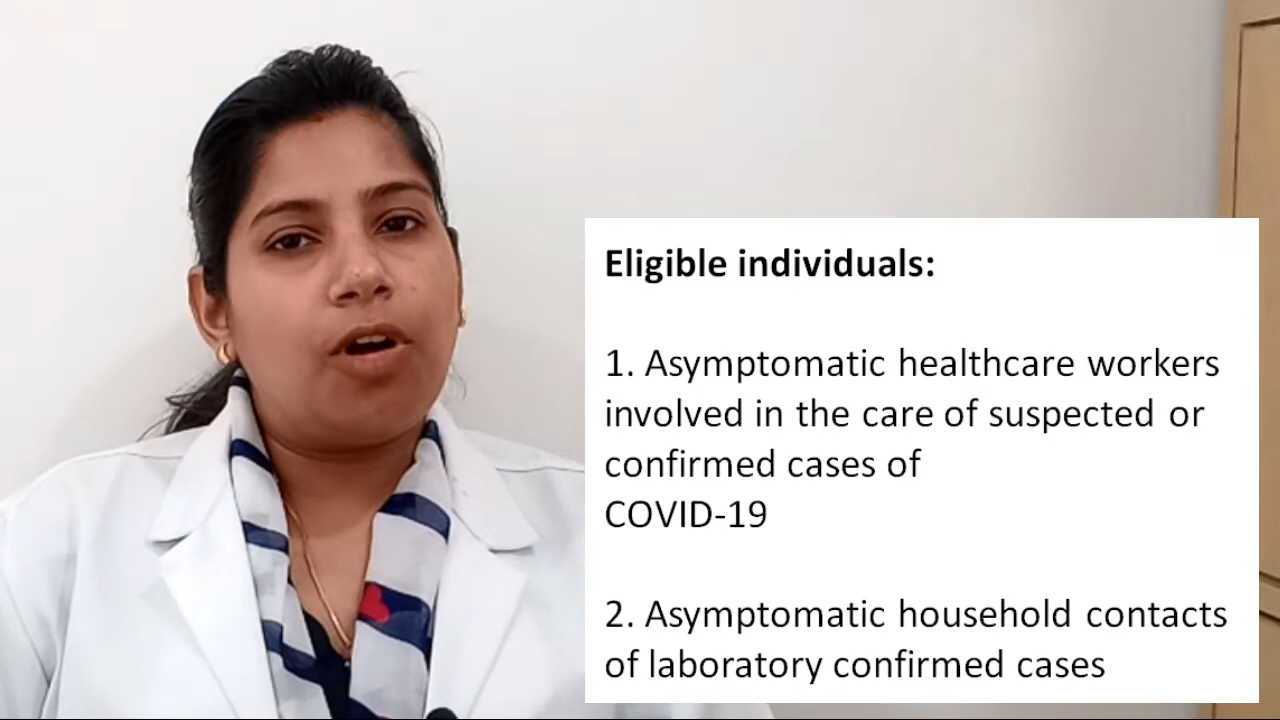 Eligible individuals:
1. Asymptomatic healthcare workers
involved in the care of suspected or
confirmed cases of
COVID-19
2. Asymptomatic household contacts
of laboratory confirmed cases